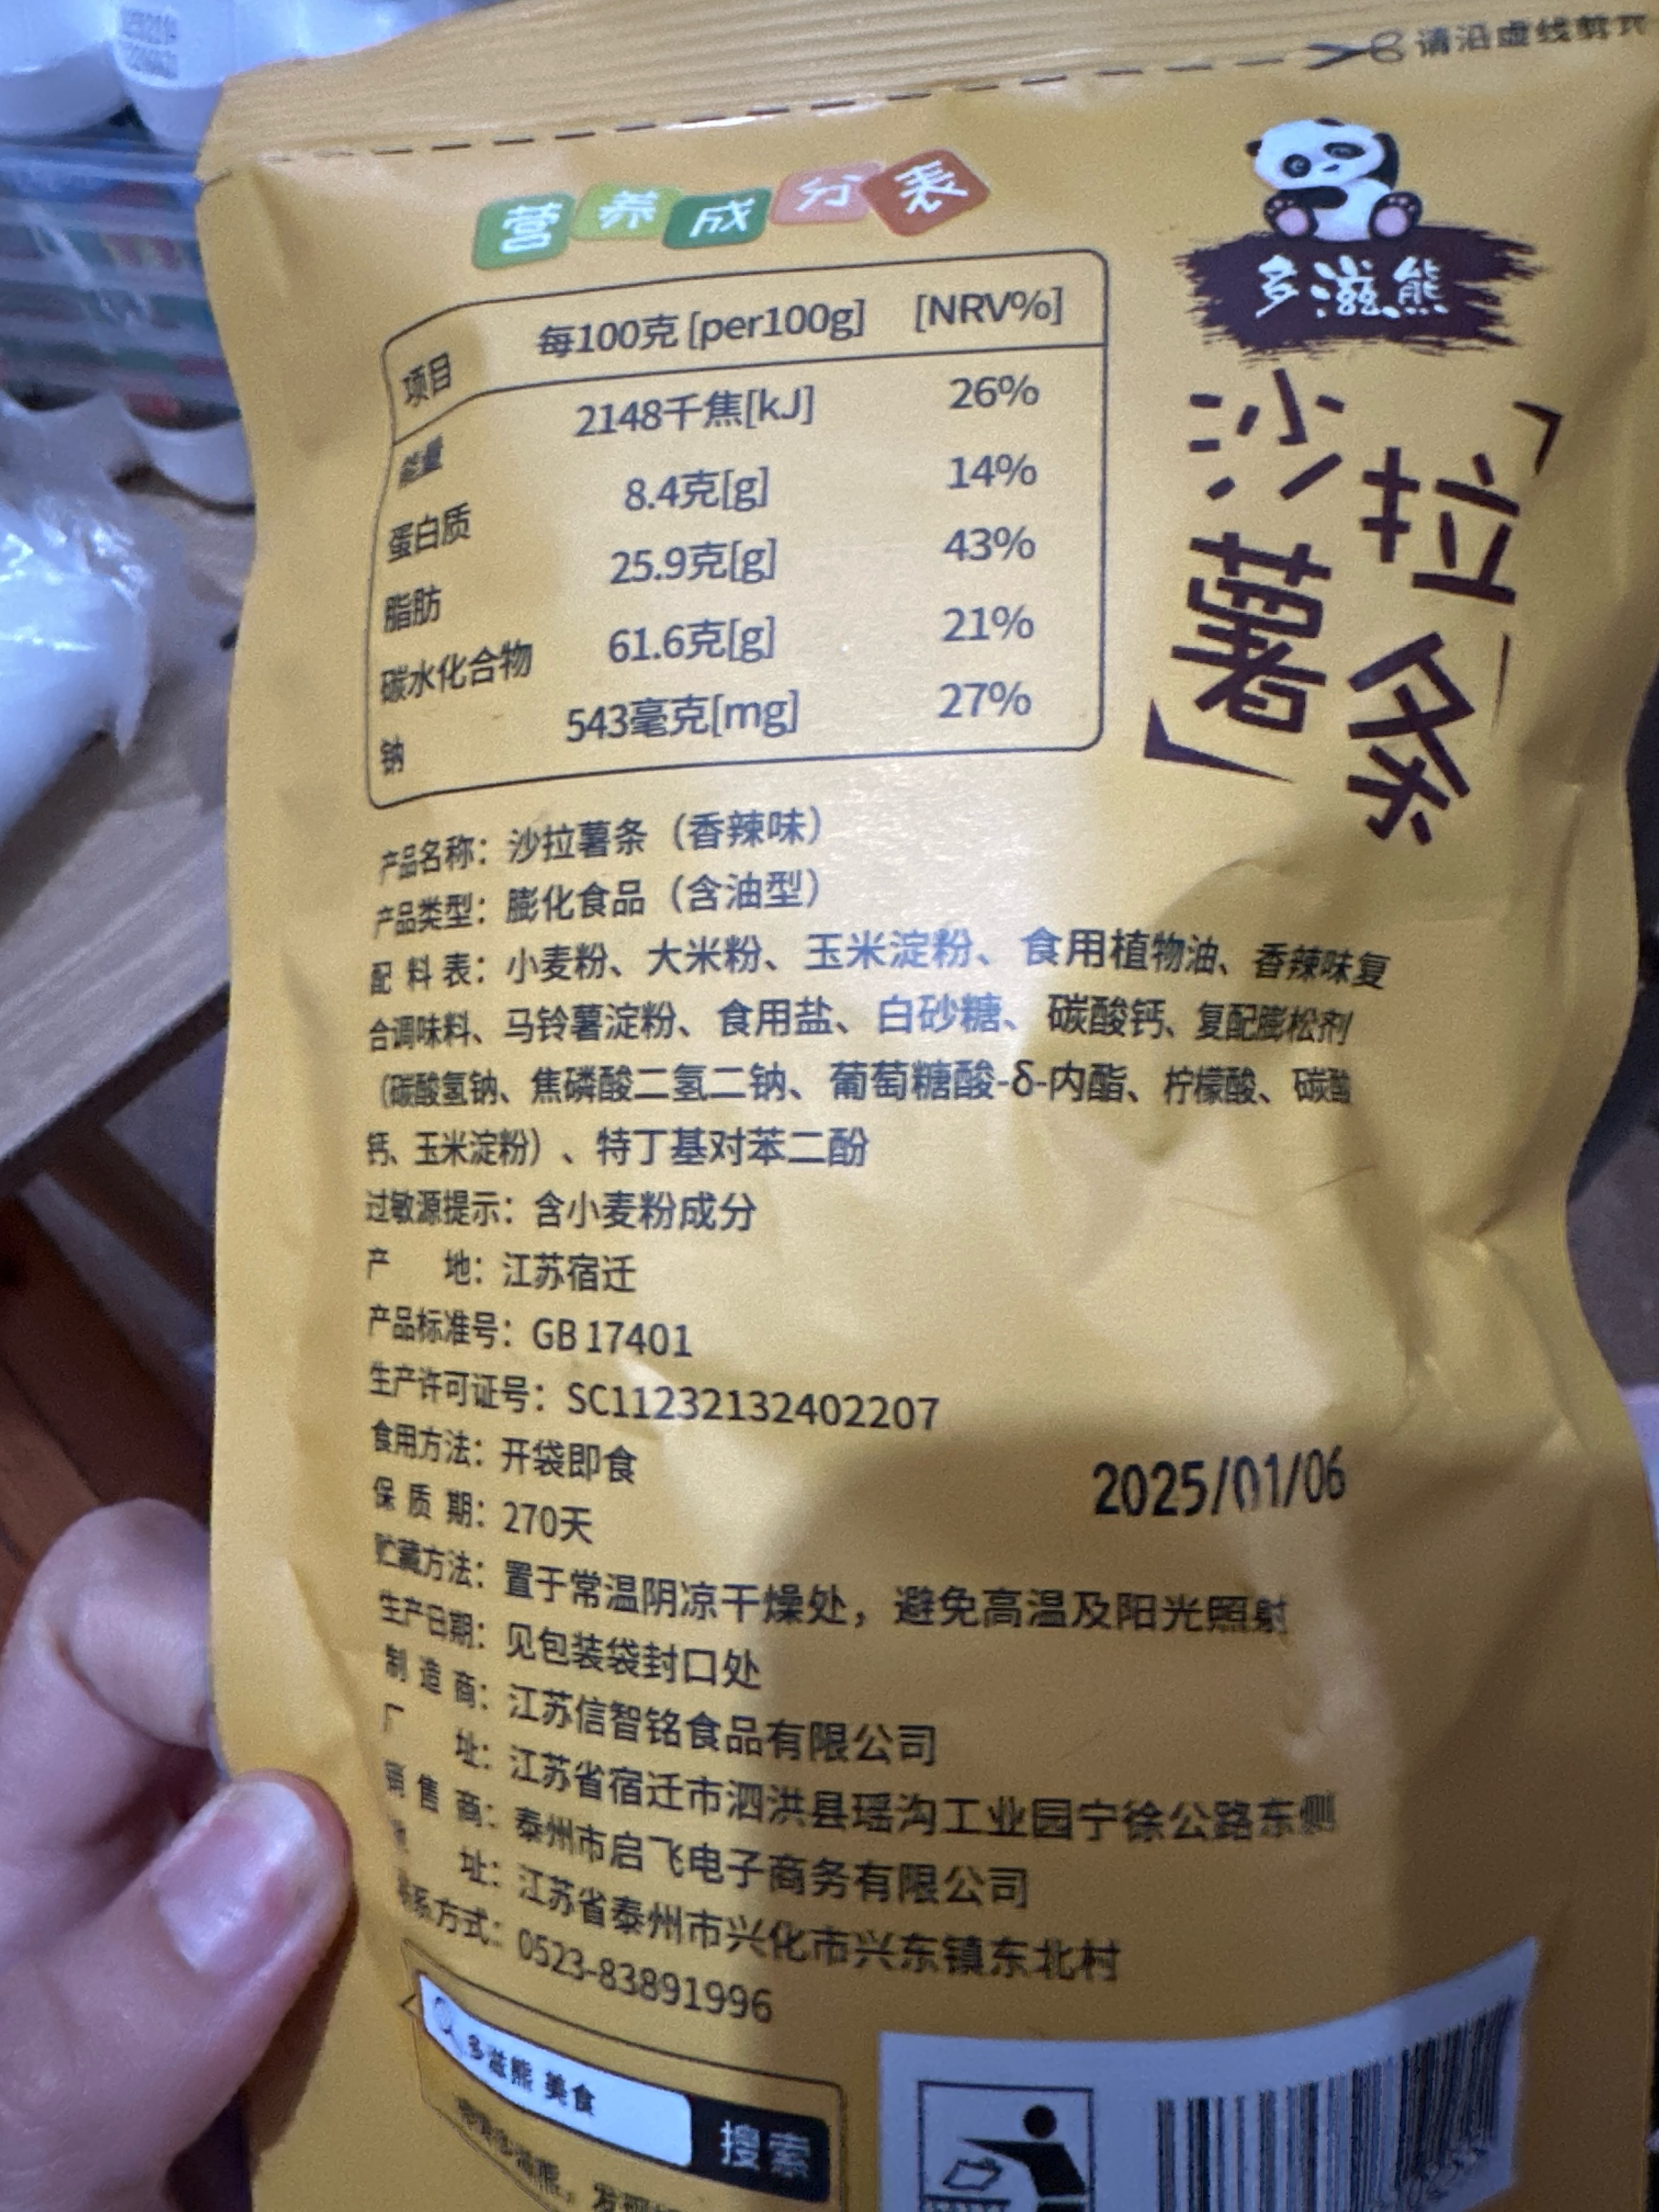 请沿虚线剪开
营养成分表
多滋熊
「沙拉薯条」
项目 每100克 [per100g] [NRV%]
能量 2148千焦[kJ] 26%
蛋白质 8.4克[g] 14%
脂肪 25.9克[g] 43%
碳水化合物 61.6克[g] 21%
钠 543毫克[mg] 27%
产品名称：沙拉薯条（香辣味）
产品类型：膨化食品（含油型）
配料表：小麦粉、大米粉、玉米淀粉、食用植物油、香辣味复
合调味料、马铃薯淀粉、食用盐、白砂糖、碳酸钙、复配膨松剂
（碳酸氢钠、焦磷酸二氢二钠、葡萄糖酸-δ-内酯、柠檬酸、碳酸
钙、玉米淀粉）、特丁基对苯二酚
过敏源提示：含小麦粉成分
产地：江苏宿迁
产品标准号：GB 17401
生产许可证号：SC11232132402207
食用方法：开袋即食
保质期：270天
2025/01/06
贮藏方法：置于常温阴凉干燥处，避免高温及阳光照射
生产日期：见包装袋封口处
制造商：江苏信智铭食品有限公司
厂址：江苏省宿迁市泗洪县瑶沟工业园宁徐公路东侧
销售商：泰州市启飞电子商务有限公司
址：江苏省泰州市兴化市兴东镇东北村
联系方式：0523-83891996
多滋熊 美食
搜索